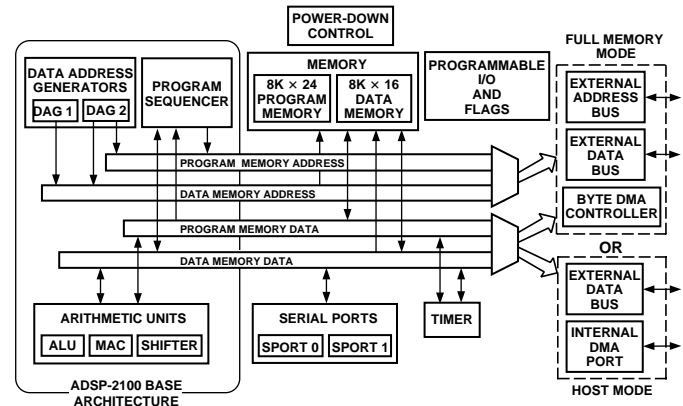 POWER-DOWN
CONTROL
FULL MEMORY
MODE
DATA ADDRESS
GENERATORS
DAG 1
DAG 2
PROGRAM
SEQUENCER
MEMORY
8K × 24
PROGRAM
MEMORY
8K × 16
DATA
MEMORY
PROGRAMMABLE
I/O
AND
FLAGS
EXTERNAL
ADDRESS
BUS
EXTERNAL
DATA
BUS
BYTE DMA
CONTROLLER
PROGRAM MEMORY ADDRESS
DATA MEMORY ADDRESS
PROGRAM MEMORY DATA
DATA MEMORY DATA
OR
EXTERNAL
DATA
BUS
INTERNAL
DMA
PORT
HOST MODE
ARITHMETIC UNITS
ALU
MAC
SHIFTER
SERIAL PORTS
SPORT 0
SPORT 1
TIMER
ADSP-2100 BASE
ARCHITECTURE